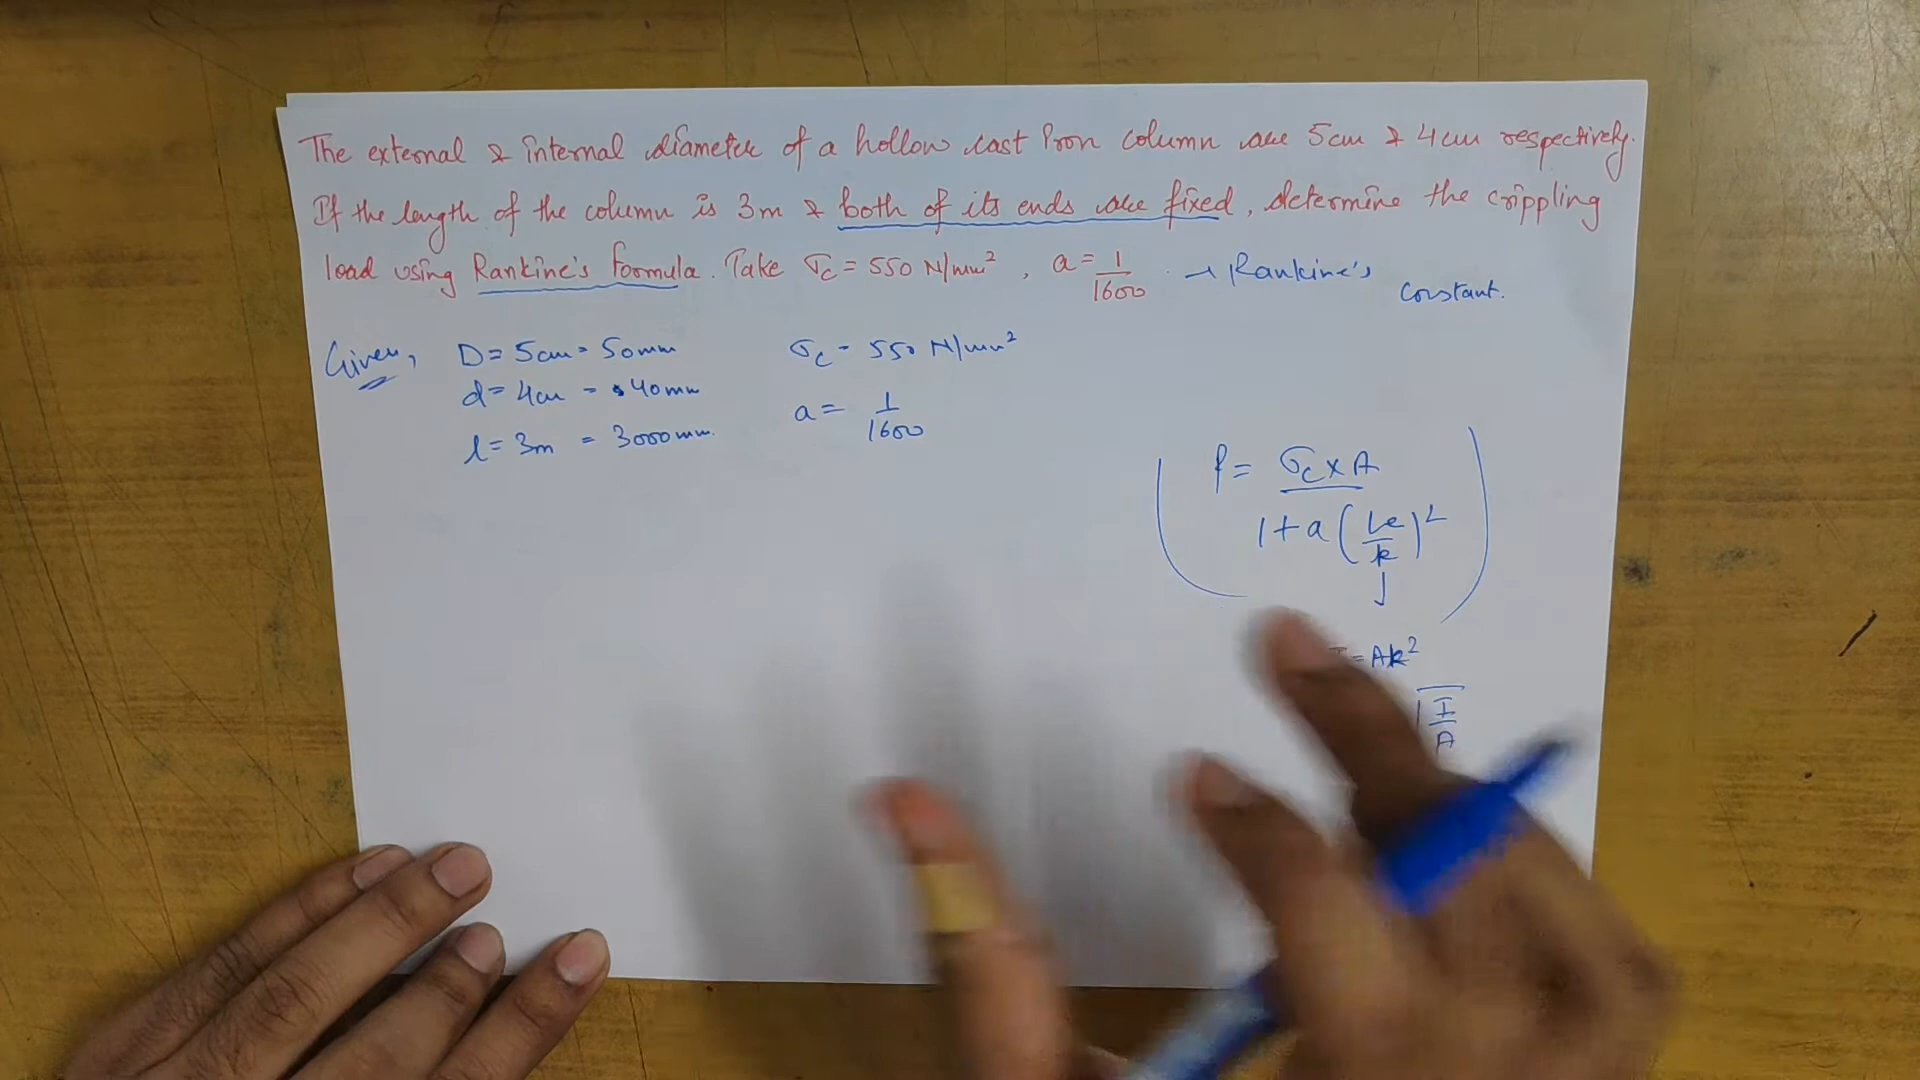 The external & internal diameter of a hollow cast Iron column are 5cm & 4cm respectively.
If the length of the column is 3m & both of its ends are fixed, determine the crippling
load using Rankine's formula. Take σc = 550 N/mm², a = 1/1600 → Rankine's
constant.
Given, D = 5cm = 50mm
d = 4cm = 40mm
l = 3m = 3000mm.
σc = 550 N/mm²
a = 1/1600
P = σc × A
1 + a (Le/k)²
= Ak²
√I/A